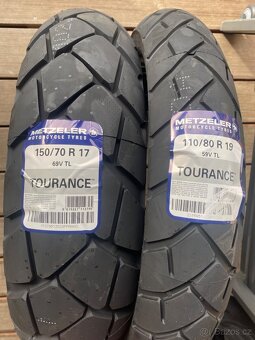 METZELER
MOTORCYCLE TYRES
150/70 R 17
69V TL
TOURANCE
METZELER
MOTORCYCLE TYRES
110/80 R 19
59V TL
TOURANCE
Sbazos.cz